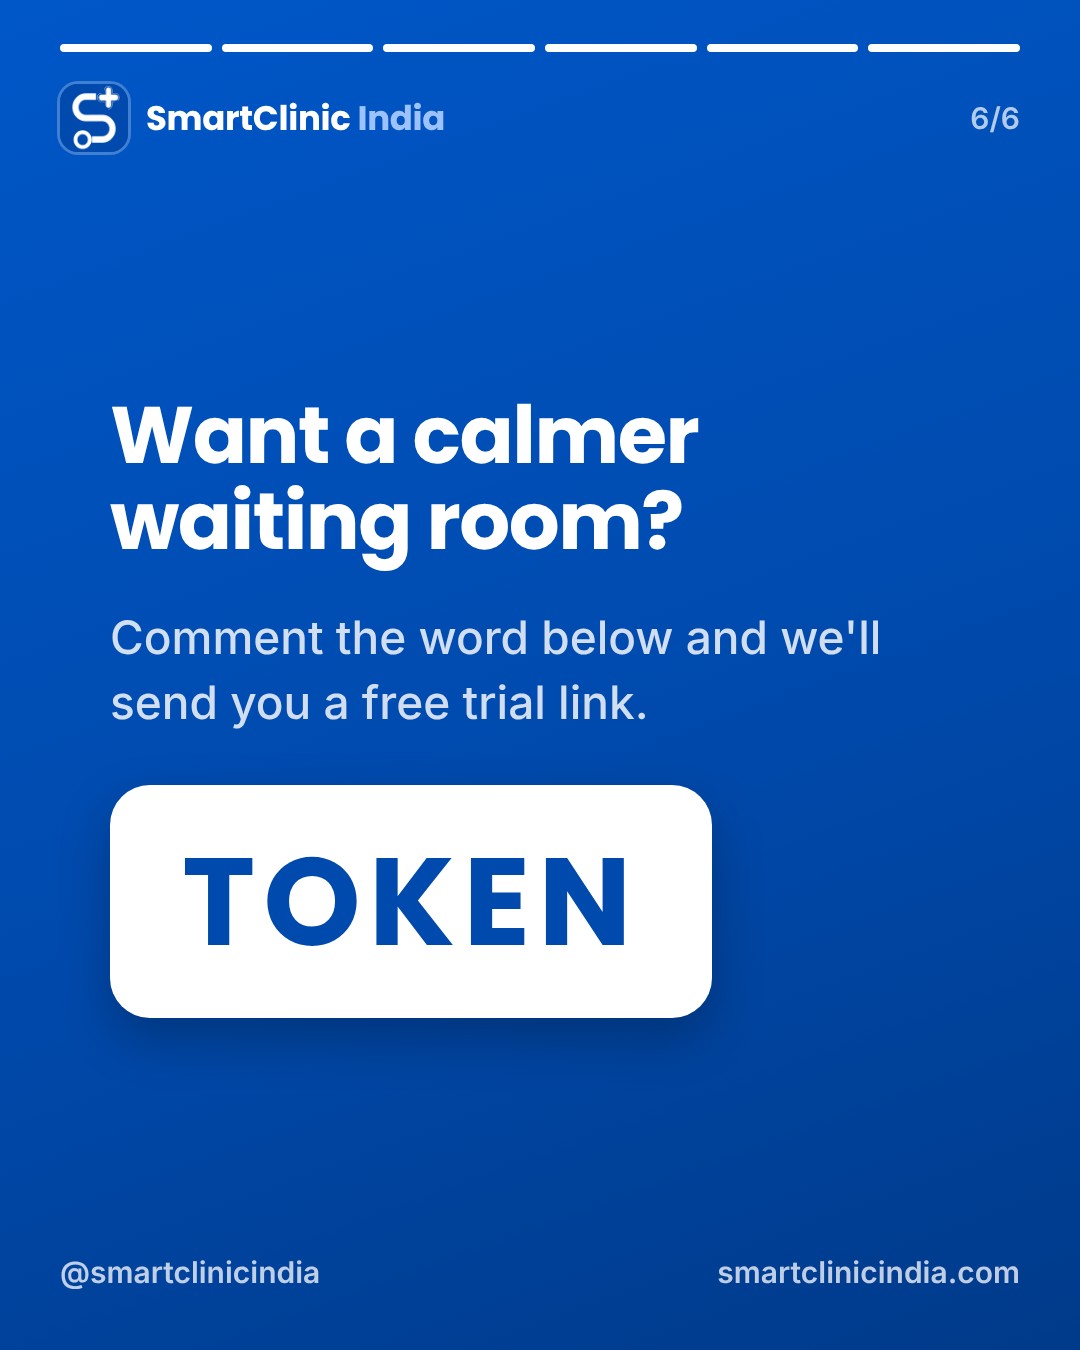 SmartClinic India
6/6
Want a calmer
waiting room?
Comment the word below and we'll
send you a free trial link.
TOKEN
@smartclinicindia
smartclinicindia.com